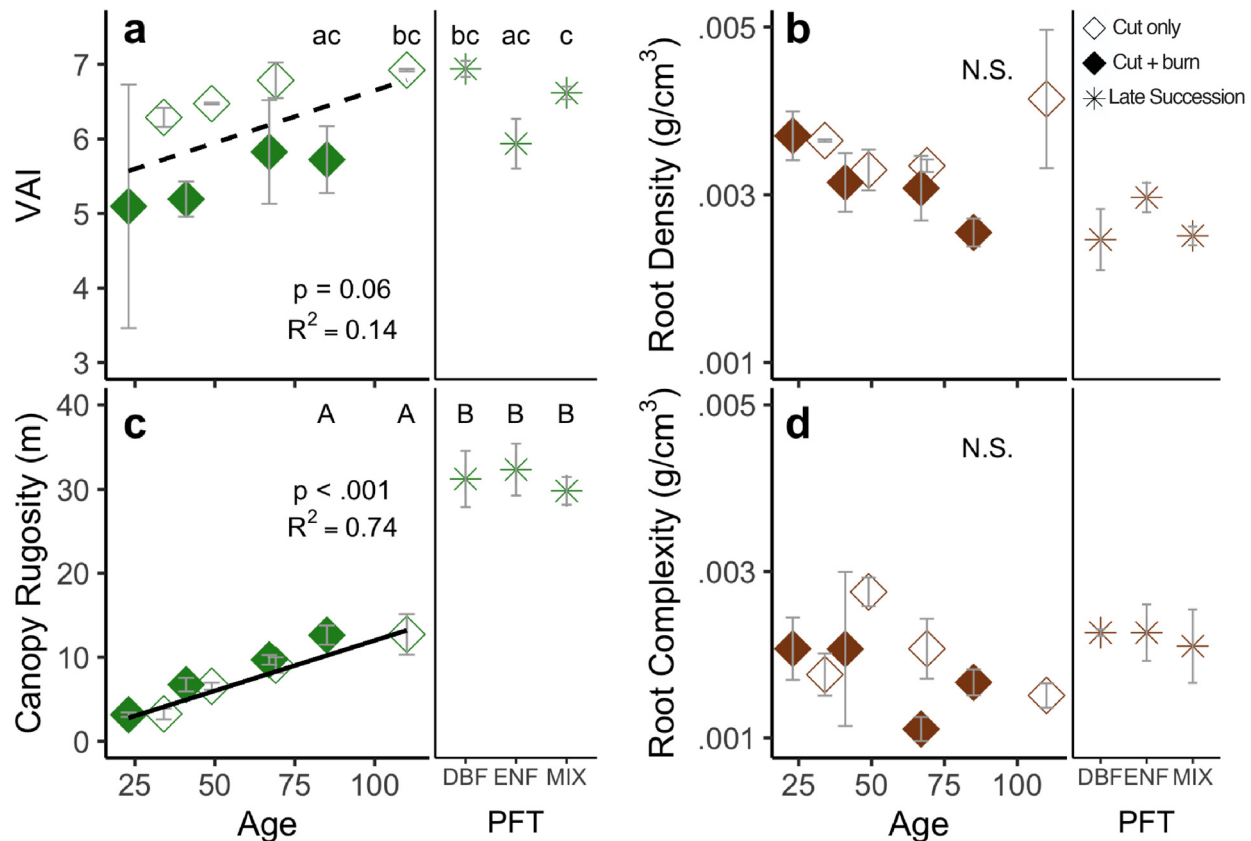 a
ac
bc
bc
ac
c
VAI
7
6
5
4
3
p = 0.06
R² = 0.14
b
N.S.
Root Density (g/cm³)
.005
.003
.001
Cut only
Cut + burn
Late Succession
c
A
A
B
B
B
Canopy Rugosity (m)
40
30
20
10
0
p < .001
R² = 0.74
25
50
75
100
Age
DBF
ENF
MIX
PFT
d
N.S.
Root Complexity (g/cm³)
.005
.003
.001
25
50
75
100
Age
DBF
ENF
MIX
PFT